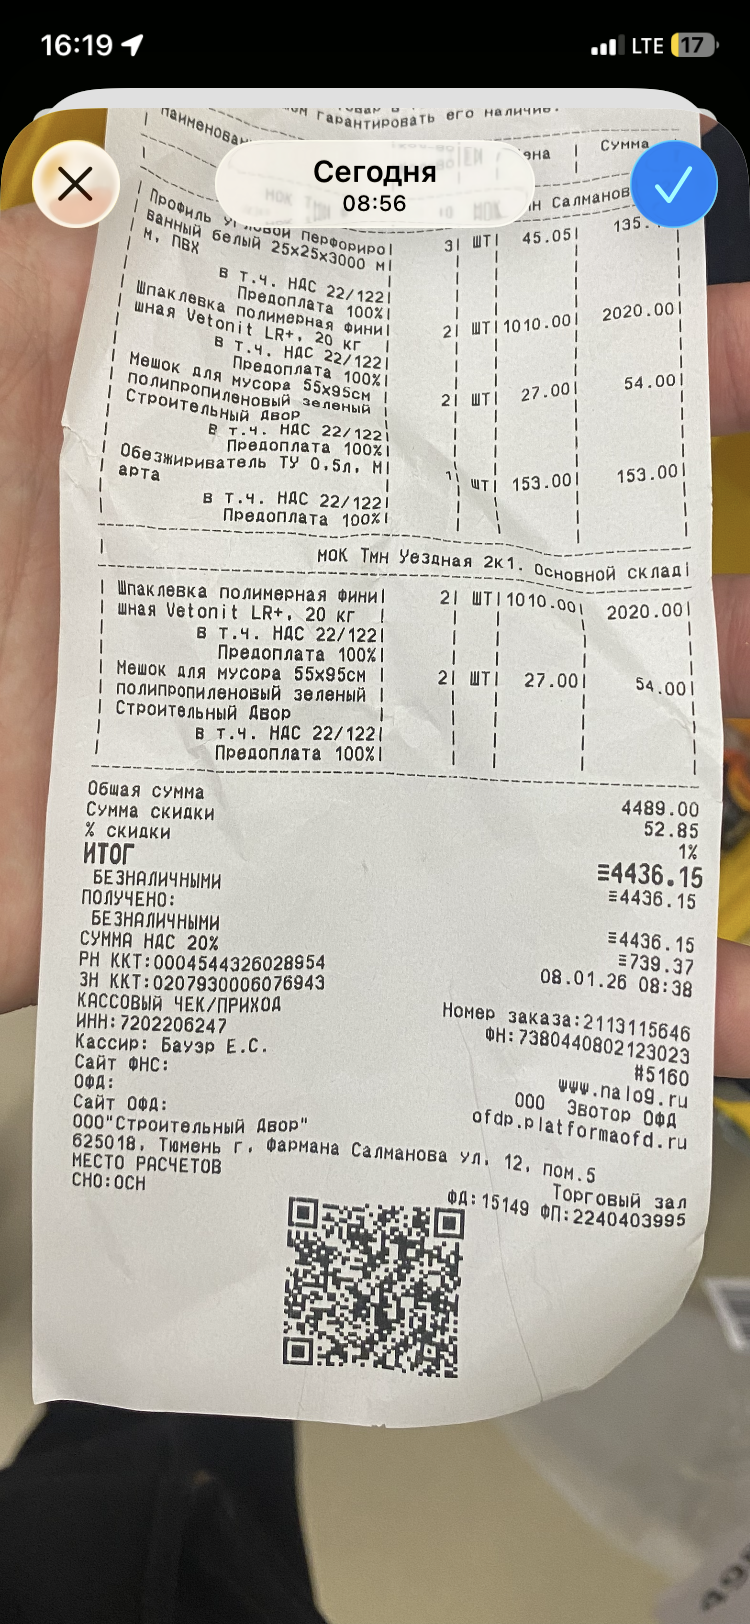 16:19
LTE 17
гарантировать его наличие.
Сегодня
08:56
Сумма
Салманов
Профиль угловой перфориро 3 ШТ 45.05 135.
ванный белый 25x25x3000 м
м, ПВХ
в т.ч. НДС 22/122
Предоплата 100%
Шпаклевка полимерная фини 2 ШТ 1010.00 2020.00
шная Vetonit LR+, 20 кг
в т.ч. НДС 22/122
Предоплата 100%
Мешок для мусора 55x95см 2 ШТ 27.00 54.00
полипропиленовый зеленый
Строительный Двор
в т.ч. НДС 22/122
Предоплата 100%
Обезжириватель ТУ 0,5л, М 1 ШТ 153.00 153.00
арта
в т.ч. НДС 22/122
Предоплата 100%
МОК Тмн Уездная 2к1. Основной склад
Шпаклевка полимерная фини 2 ШТ 1010.00 2020.00
шная Vetonit LR+, 20 кг
в т.ч. НДС 22/122
Предоплата 100%
Мешок для мусора 55x95см 2 ШТ 27.00 54.00
полипропиленовый зеленый
Строительный Двор
в т.ч. НДС 22/122
Предоплата 100%
Общая сумма 4489.00
Сумма скидки 52.85
% скидки 1%
ИТОГ ≡4436.15
БЕЗНАЛИЧНЫМИ ≡4436.15
ПОЛУЧЕНО:
БЕЗНАЛИЧНЫМИ ≡4436.15
СУММА НДС 20% ≡739.37
РН ККТ:0004544326028954 08.01.26 08:38
ЗН ККТ:0207930006076943
КАССОВЫЙ ЧЕК/ПРИХОД Номер заказа:2113115646
ИНН:7202206247 ФН:7380440802123023
Кассир: Бауэр Е.С. #5160
Сайт ФНС: www.nalog.ru
ОФД: ООО Эвотор ОФД
Сайт ОФД: ofdp.platformaofd.ru
ООО"Строительный Двор"
625018, Тюмень г, Фармана Салманова ул, 12, пом.5
МЕСТО РАСЧЕТОВ Торговый зал
СНО:ОСН ФД:15149 ФП:2240403995